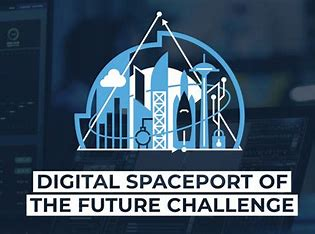 DIGITAL SPACEPORT OF
THE FUTURE CHALLENGE